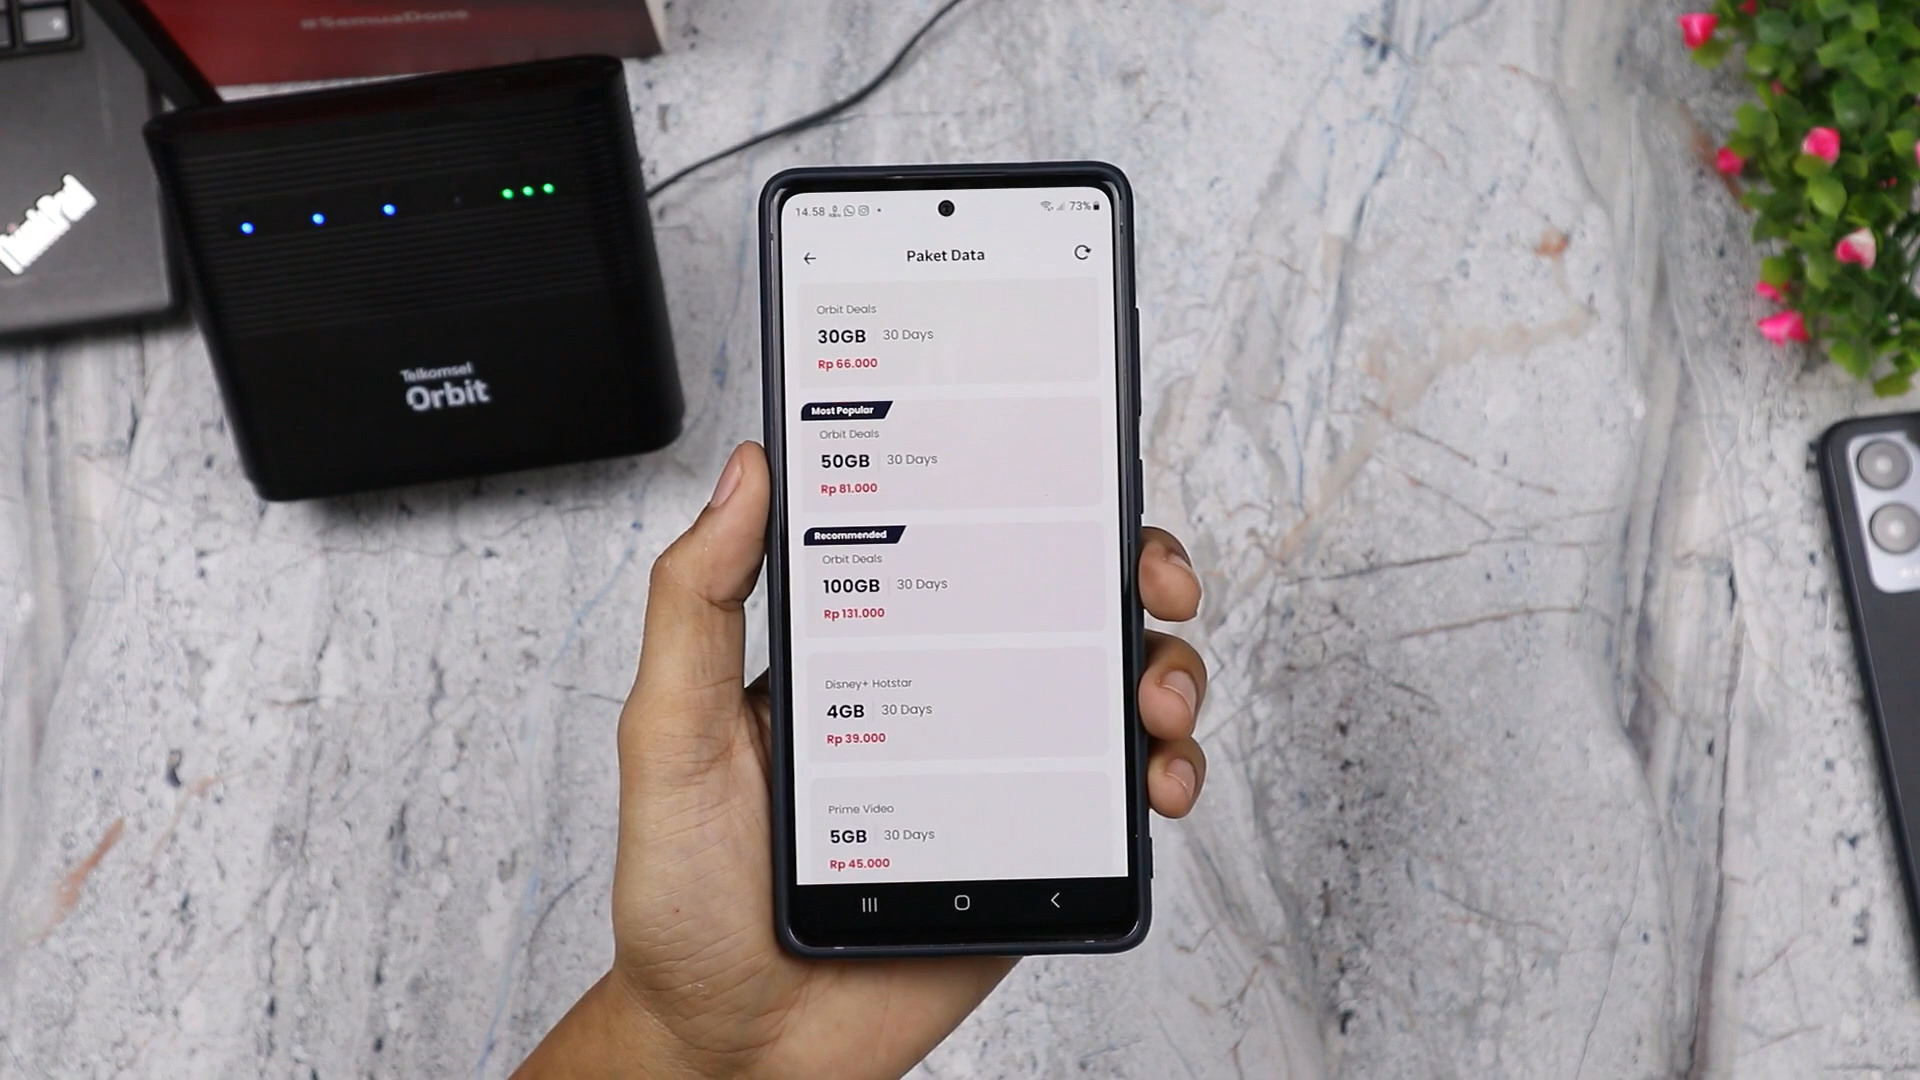 #SemuaDone
ThinkPad
Telkomsel
Orbit
14.58
73%
Paket Data
Orbit Deals
30GB 30 Days
Rp 66.000
Most Popular
Orbit Deals
50GB 30 Days
Rp 81.000
Recommended
Orbit Deals
100GB 30 Days
Rp 131.000
Disney+ Hotstar
4GB 30 Days
Rp 39.000
Prime Video
5GB 30 Days
Rp 45.000